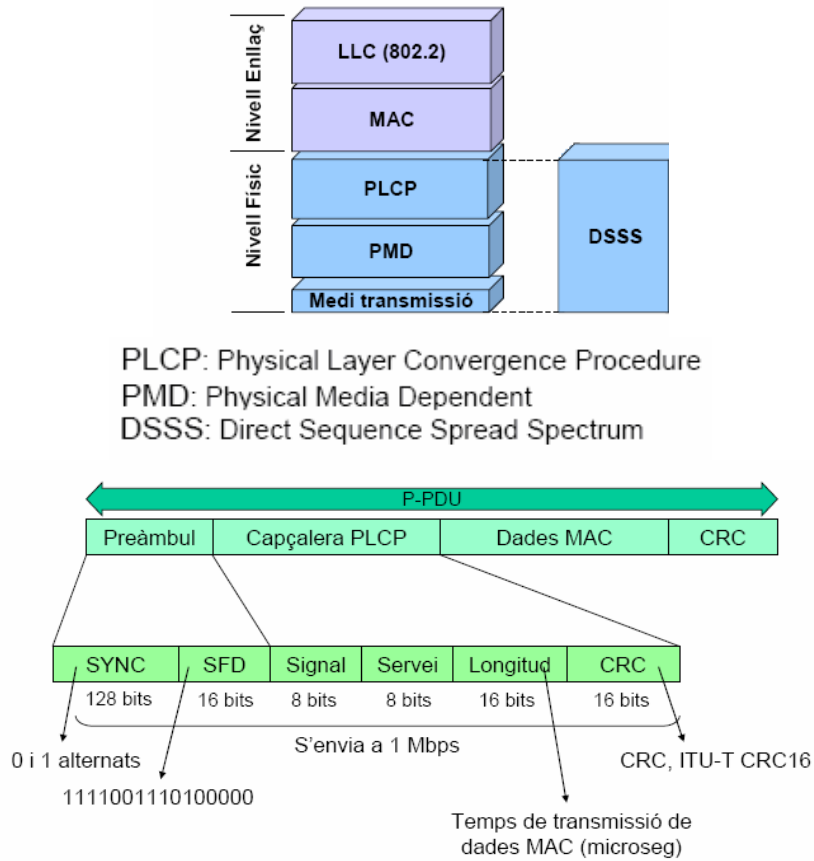 Nivell Enllaç
LLC (802.2)
MAC
Nivell Físic
PLCP
PMD
Medi transmissió
DSSS
PLCP: Physical Layer Convergence Procedure
PMD: Physical Media Dependent
DSSS: Direct Sequence Spread Spectrum
P-PDU
Preàmbul Capçalera PLCP Dades MAC CRC
SYNC SFD Signal Servei Longitud CRC
128 bits 16 bits 8 bits 8 bits 16 bits 16 bits
S'envia a 1 Mbps
0 i 1 alternats
CRC, ITU-T CRC16
1111001110100000
Temps de transmissió de
dades MAC (microseg)